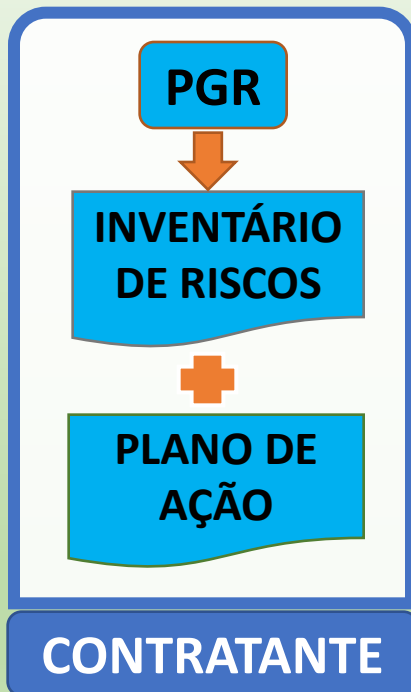 PGR
INVENTÁRIO
DE RISCOS
PLANO DE
AÇÃO
CONTRATANTE